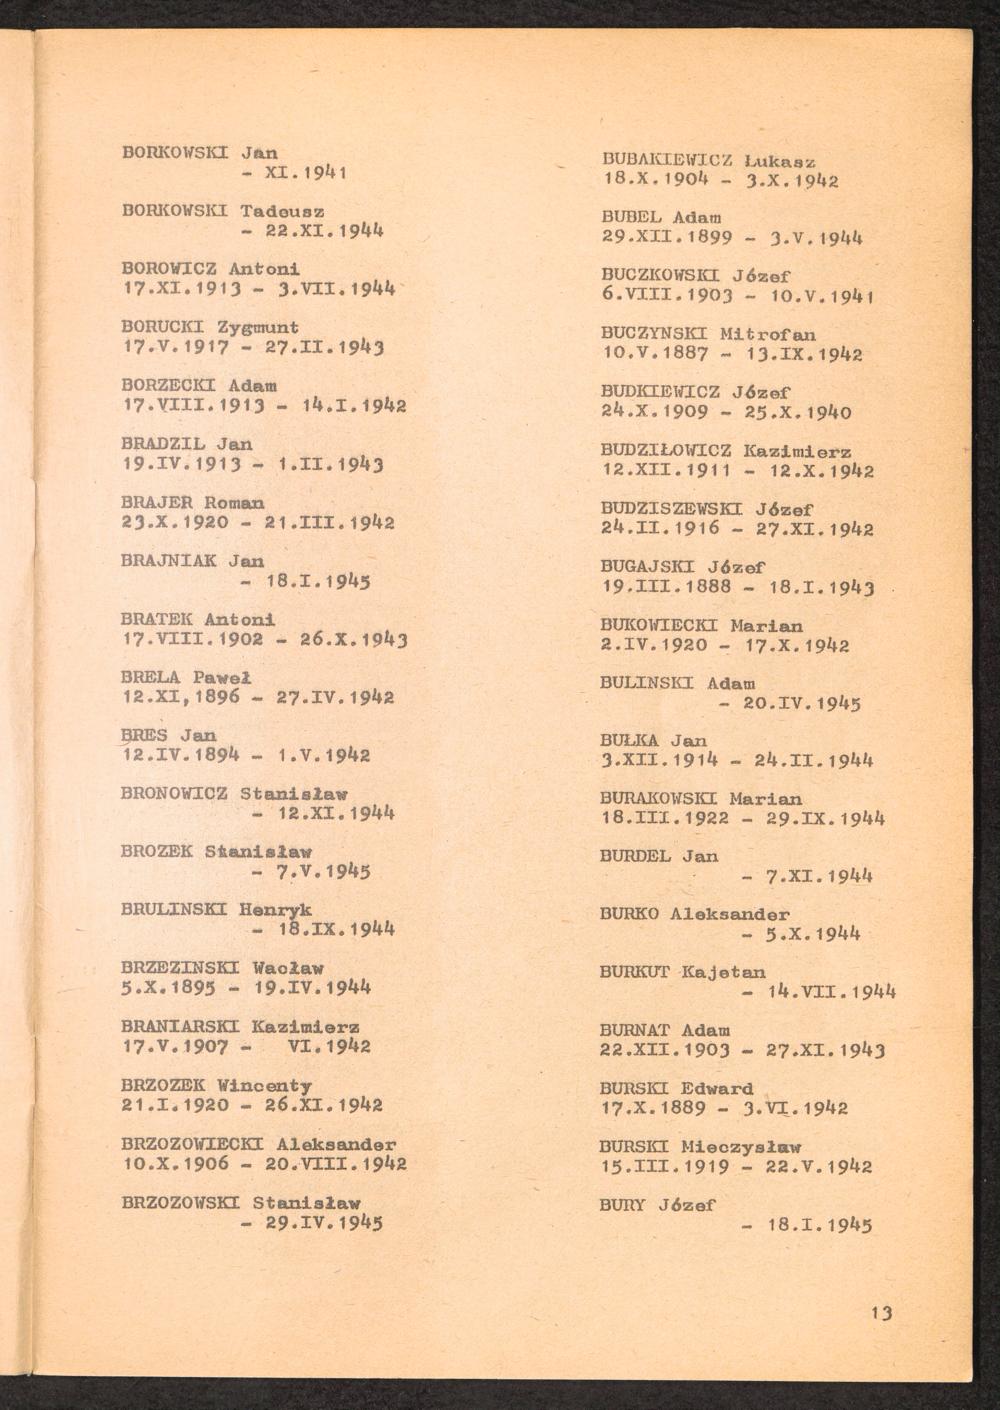 BORKOWSKI Jan
- XI.1941
BORKOWSKI Tadeusz
- 22.XI.1944
BOROWICZ Antoni
17.XI.1913 - 3.VII.1944
BORUCKI Zygmunt
17.V.1917 - 27.II.1943
BORZECKI Adam
17.VIII.1913 - 14.I.1942
BRADZIL Jan
19.IV.1913 - 1.II.1943
BRAJER Roman
23.X.1920 - 21.III.1942
BRAJNIAK Jan
- 18.I.1945
BRATEK Antoni
17.VIII.1902 - 26.X.1943
BRELA Paweł
12.XI,1896 - 27.IV.1942
BRES Jan
12.IV.1894 - 1.V.1942
BRONOWICZ Stanisław
- 12.XI.1944
BROZEK Stanisław
- 7.V.1945
BRULINSKI Henryk
- 18.IX.1944
BRZEZINSKI Wacław
5.X.1895 - 19.IV.1944
BRANIARSKI Kazimierz
17.V.1907 - VI.1942
BRZOZEK Wincenty
21.I.1920 - 26.XI.1942
BRZOZOWIECKI Aleksander
10.X.1906 - 20.VIII.1942
BRZOZOWSKI Stanisław
- 29.IV.1945
BUBAKIEWICZ Łukasz
18.X.1904 - 3.X.1942
BUBEL Adam
29.XII.1899 - 3.V.1944
BUCZKOWSKI Józef
6.VIII.1903 - 10.V.1941
BUCZYNSKI Mitrofan
10.V.1887 - 13.IX.1942
BUDKIEWICZ Józef
24.X.1909 - 25.X.1940
BUDZIŁOWICZ Kazimierz
12.XII.1911 - 12.X.1942
BUDZISZEWSKI Józef
24.II.1916 - 27.XI.1942
BUGAJSKI Józef
19.III.1888 - 18.I.1943
BUKOWIECKI Marian
2.IV.1920 - 17.X.1942
BULINSKI Adam
- 20.IV.1945
BUŁKA Jan
3.XII.1914 - 24.II.1944
BURAKOWSKI Marian
18.III.1922 - 29.IX.1944
BURDEL Jan
- 7.XI.1944
BURKO Aleksander
- 5.X.1944
BURKUT Kajetan
- 14.VII.1944
BURNAT Adam
22.XII.1903 - 27.XI.1943
BURSKI Edward
17.X.1889 - 3.VI.1942
BURSKI Mieczysław
15.III.1919 - 22.V.1942
BURY Józef
- 18.I.1945
13